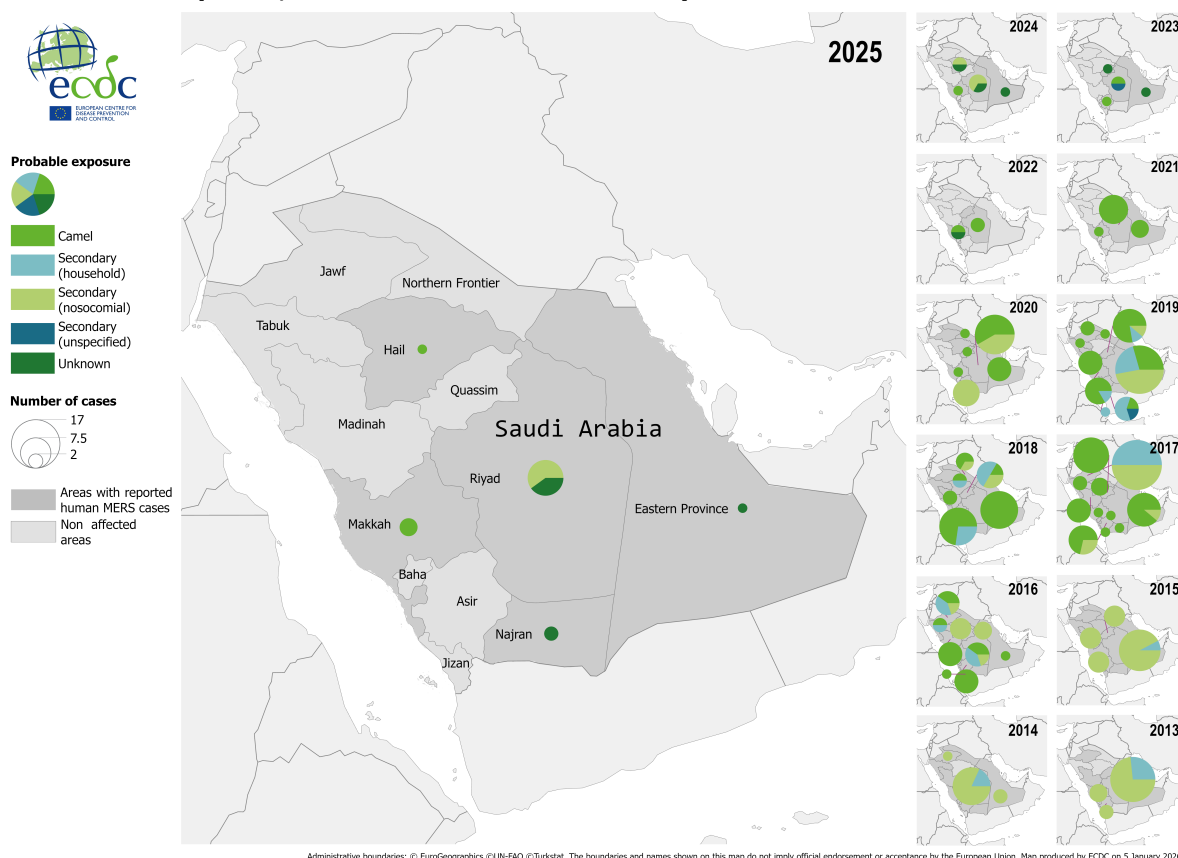 ecdc
EUROPEAN CENTRE FOR
DISEASE PREVENTION
AND CONTROL
Probable exposure
Camel
Secondary
(household)
Secondary
(nosocomial)
Secondary
(unspecified)
Unknown
Number of cases
17
7.5
2
Areas with reported
human MERS cases
Non affected
areas
2025
Jawf
Northern Frontier
Tabuk
Hail
Quassim
Madinah
Saudi Arabia
Riyad
Eastern Province
Makkah
Baha
Asir
Najran
Jizan
2024
2023
2022
2021
2020
2019
2018
2017
2016
2015
2014
2013
Administrative boundaries: © EuroGeographics ©UN-FAO ©Turkstat. The boundaries and names shown on this map do not imply official endorsement or acceptance by the European Union. Map produced by ECDC on 5 January 2026